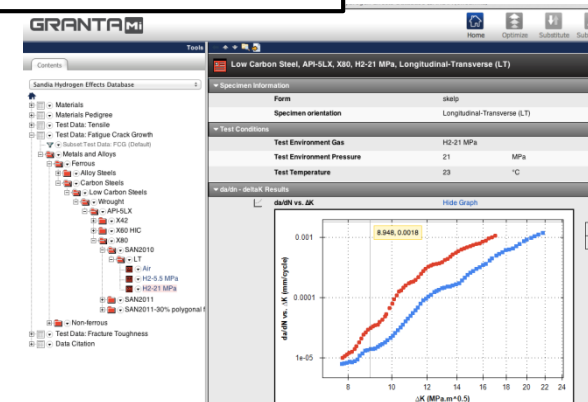 GRANTA MI
Home Optimize Substitute Sub
Tools
Contents
Sandia Hydrogen Effects Database
Materials
Materials Pedigree
Test Data: Tensile
Test Data: Fatigue Crack Growth
Subset:Test Data: FCG (Default)
Metals and Alloys
Ferrous
Alloy Steels
Carbon Steels
Low Carbon Steels
Wrought
API-5LX
X42
X60 HIC
X80
SAN2010
LT
Air
H2-5.5 MPa
H2-21 MPa
SAN2011
SAN2011-30% polygonal f
Non-ferrous
Test Data: Fracture Toughness
Data Citation
Low Carbon Steel, API-5LX, X80, H2-21 MPa, Longitudinal-Transverse (LT)
Specimen Information
Form skelp
Specimen orientation Longitudinal-Transverse (LT)
Test Conditions
Test Environment Gas H2-21 MPa
Test Environment Pressure 21 MPa
Test Temperature 23 °C
da/dn - deltaK Results
da/dN vs. ΔK Hide Graph
8.948, 0.0018
0.001
0.0001
1e-05
da/dN vs. ΔK (mm/cycle)
8 10 12 14 16 18 20 22 24
ΔK (MPa.m^0.5)